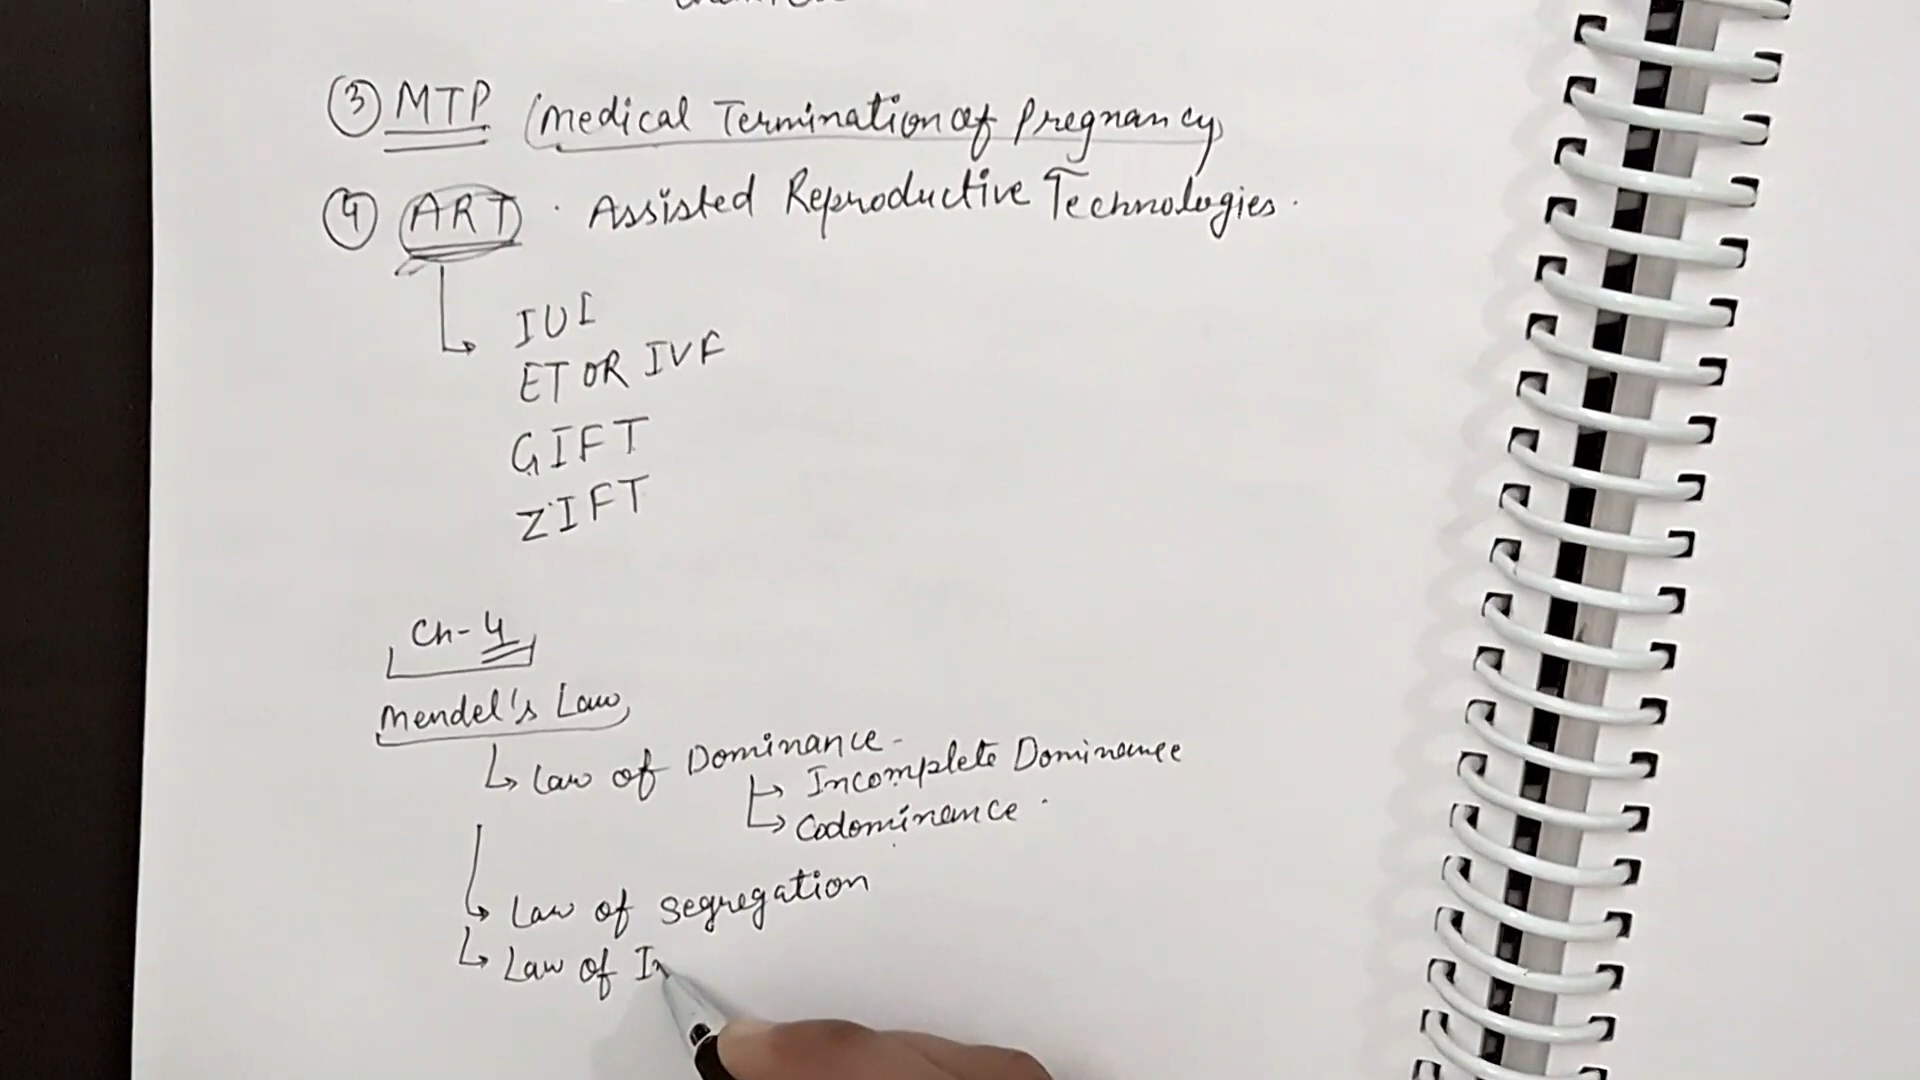 ③ MTP (Medical Termination of Pregnancy)
④ ART . Assisted Reproductive Technologies.
IUI
ET OR IVF
GIFT
ZIFT
Ch-4
Mendel's Law
Law of Dominance-
Incomplete Dominance
Codominance.
Law of segregation
Law of In